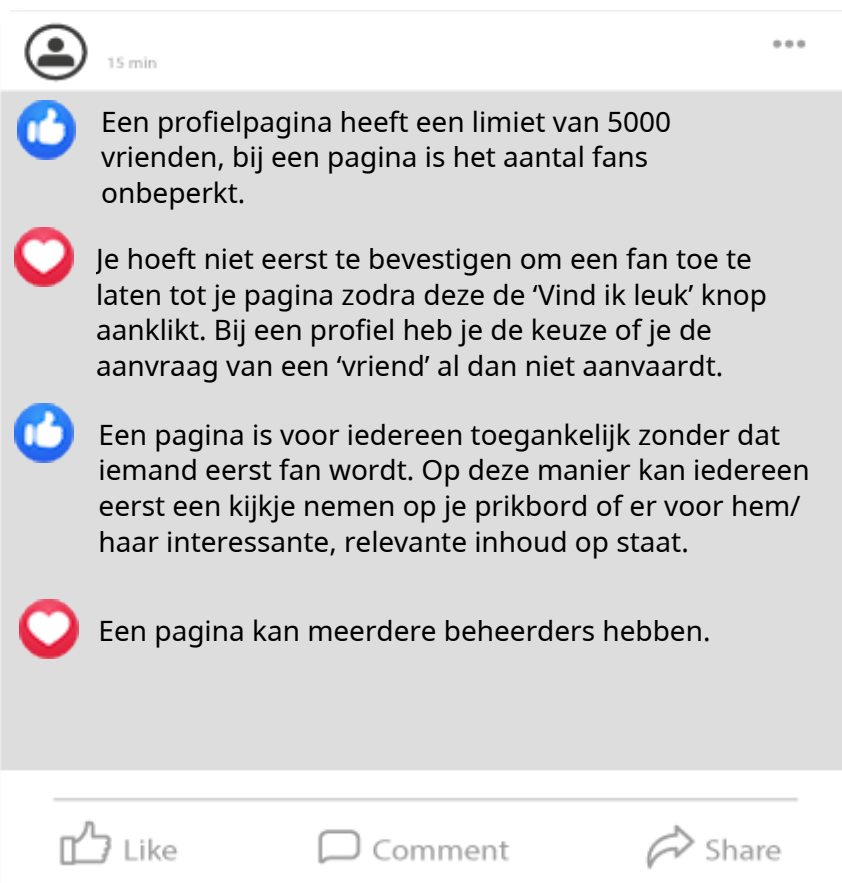 15 min
Een profielpagina heeft een limiet van 5000
vrienden, bij een pagina is het aantal fans
onbeperkt.
Je hoeft niet eerst te bevestigen om een fan toe te
laten tot je pagina zodra deze de ‘Vind ik leuk’ knop
aanklikt. Bij een profiel heb je de keuze of je de
aanvraag van een ‘vriend’ al dan niet aanvaardt.
Een pagina is voor iedereen toegankelijk zonder dat
iemand eerst fan wordt. Op deze manier kan iedereen
eerst een kijkje nemen op je prikbord of er voor hem/
haar interessante, relevante inhoud op staat.
Een pagina kan meerdere beheerders hebben.
Like Comment Share